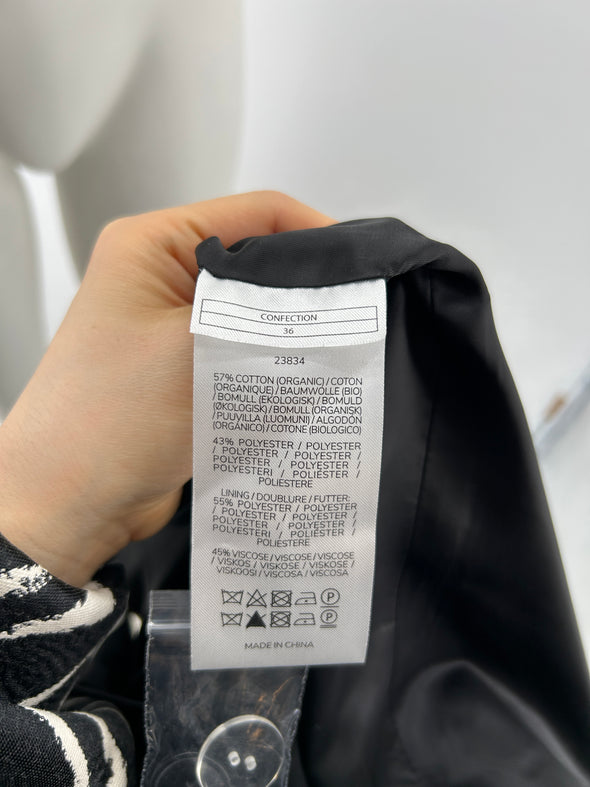 CONFECTION
36
23834
57% COTTON (ORGANIC) / COTON
(ORGANIQUE) / BAUMWOLLE (BIO)
/ BOMULL (EKOLOGISK) / BOMULD
(ØKOLOGISK) / BOMULL (ORGANISK)
/ PUUVILLA (LUOMU) / ALGODÓN
(ORGÁNICO) / COTONE (BIOLOGICO)
43% POLYESTER / POLYESTER
/ POLYESTER / POLYESTER /
POLYESTER / POLYESTER /
POLYESTERI / POLIÉSTER /
POLIESTERE
LINING / DOUBLURE / FUTTER:
55% POLYESTER / POLYESTER /
POLYESTER / POLYESTER /
POLYESTER / POLYESTER /
POLYESTERI / POLIÉSTER /
POLIESTERE
45% VISCOSE / VISCOSE / VISCOSE
/ VISKOS / VISKOSE / VISKOSE /
VISKOOSI / VISCOSA / VISCOSA
P
P
MADE IN CHINA